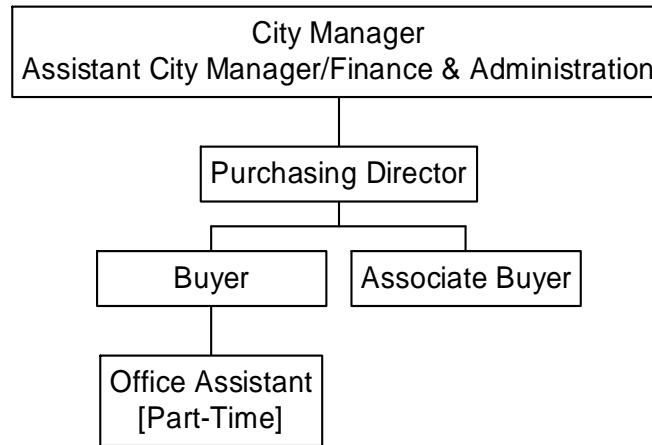 City Manager
Assistant City Manager/Finance & Administration
Purchasing Director
Buyer
Associate Buyer
Office Assistant
[Part-Time]